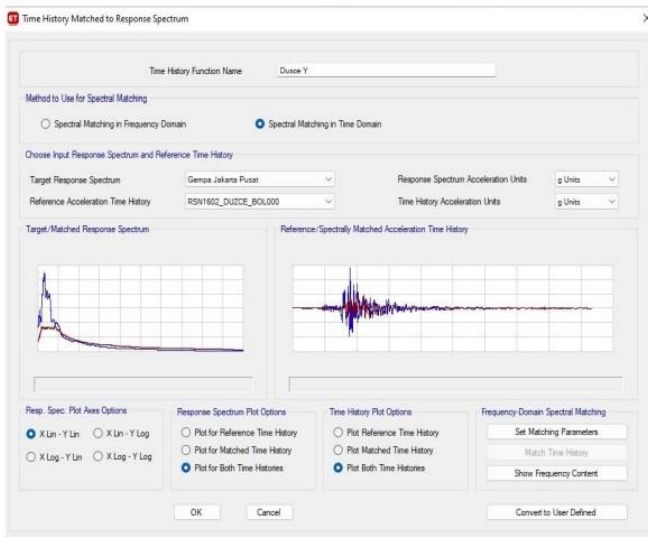 ET Time History Matched to Response Spectrum
Time History Function Name Dusce Y
Method to Use for Spectral Matching
Spectral Matching in Frequency Domain Spectral Matching in Time Domain
Choose Input Response Spectrum and Reference Time History
Target Response Spectrum Gempa Jakarta Pusat Response Spectrum Acceleration Units g Units
Reference Acceleration Time History RSN1602_DUZCE_BOL000 Time History Acceleration Units g Units
Target/Matched Response Spectrum Reference/Spectrally Matched Acceleration Time History
Resp. Spec. Plot Axes Options Response Spectrum Plot Options Time History Plot Options Frequency-Domain Spectral Matching
X Lin - Y Lin X Lin - Y Log Plot for Reference Time History Plot Reference Time History Set Matching Parameters
Plot for Matched Time History Plot Matched Time History Match Time History
X Log - Y Lin X Log - Y Log Plot for Both Time Histories Plot Both Time Histories Show Frequency Content
OK Cancel Convert to User Defined